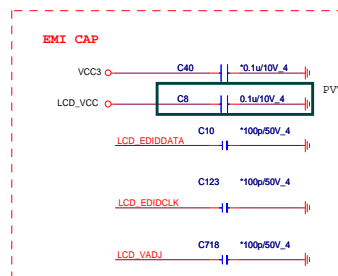 EMI CAP
VCC3 C40 *0.1u/10V_4
LCD_VCC C8 0.1u/10V_4
LCD_EDIDDATA C10 *100p/50V_4
LCD_EDIDCLK C123 *100p/50V_4
LCD_VADJ C718 *100p/50V_4